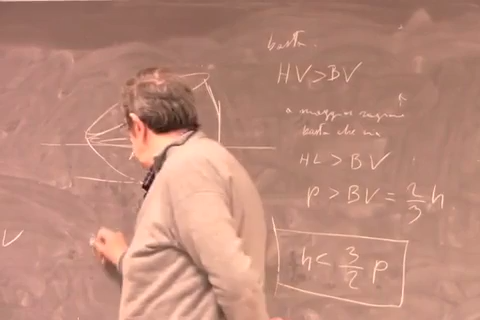 basta
HV > BV
a maggior ragione
basta che sia
HL > BV
p > BV = 2/3 h
h < 3/2 p
V